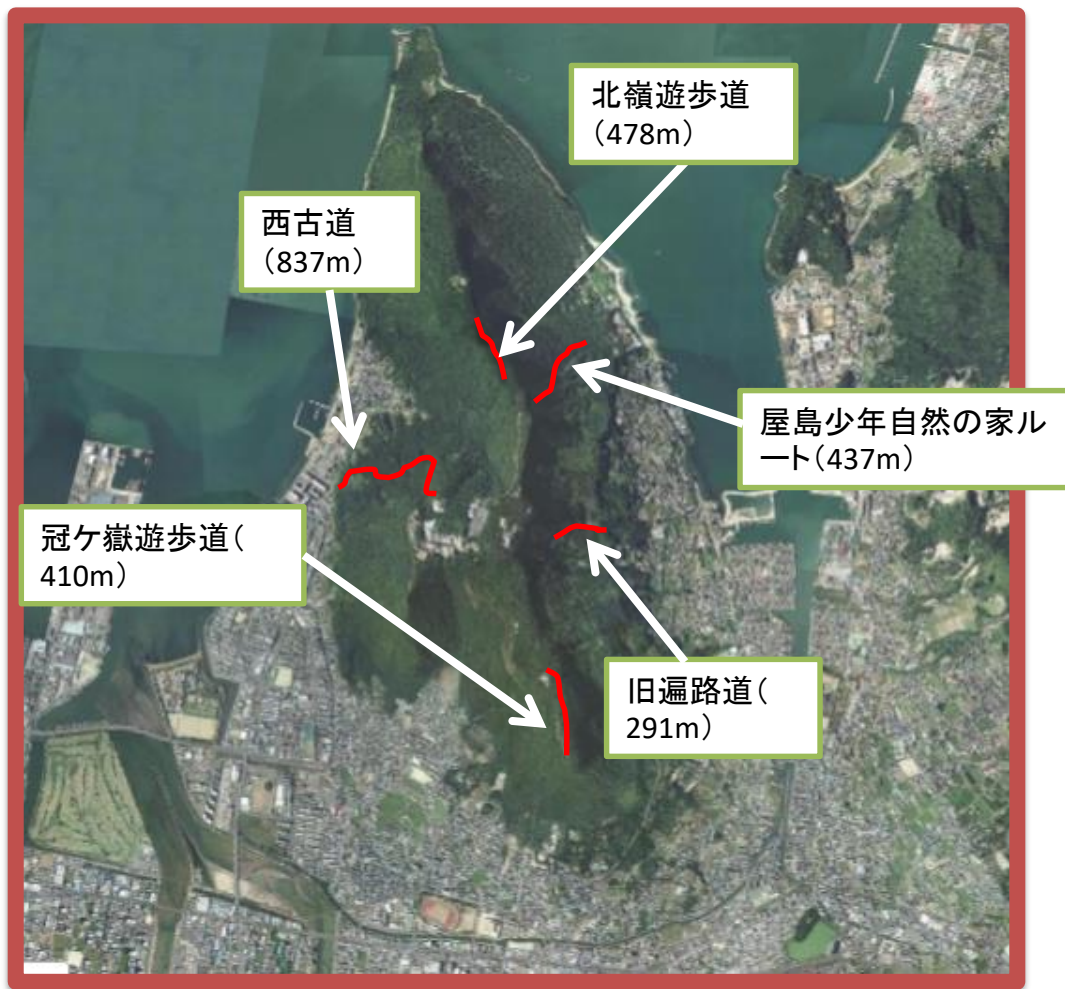 北嶺遊歩道
（478m）
西古道
（837m）
屋島少年自然の家ル
ート（437m）
冠ケ嶽遊歩道（
410m）
旧遍路道（
291m）